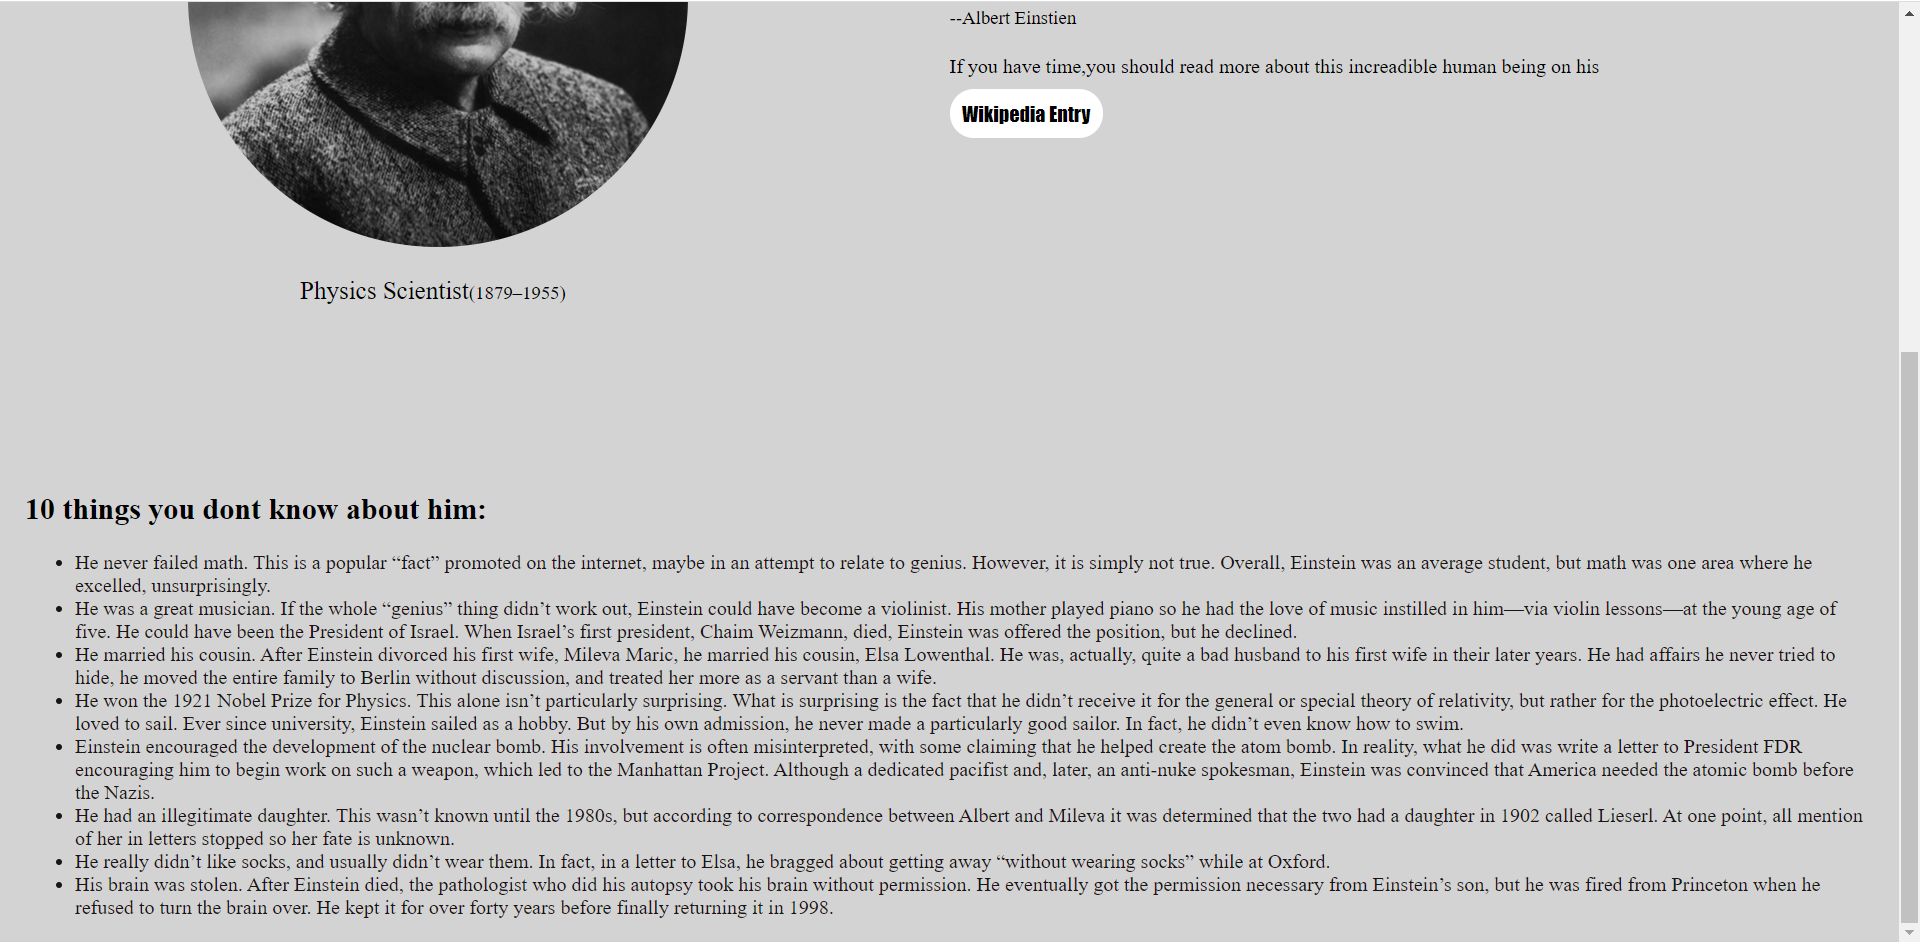 --Albert Einstien
If you have time,you should read more about this increadible human being on his
Wikipedia Entry
Physics Scientist(1879–1955)
10 things you dont know about him:
He never failed math. This is a popular “fact” promoted on the internet, maybe in an attempt to relate to genius. However, it is simply not true. Overall, Einstein was an average student, but math was one area where he
excelled, unsurprisingly.
He was a great musician. If the whole “genius” thing didn’t work out, Einstein could have become a violinist. His mother played piano so he had the love of music instilled in him—via violin lessons—at the young age of
five. He could have been the President of Israel. When Israel’s first president, Chaim Weizmann, died, Einstein was offered the position, but he declined.
He married his cousin. After Einstein divorced his first wife, Mileva Maric, he married his cousin, Elsa Lowenthal. He was, actually, quite a bad husband to his first wife in their later years. He had affairs he never tried to
hide, he moved the entire family to Berlin without discussion, and treated her more as a servant than a wife.
He won the 1921 Nobel Prize for Physics. This alone isn’t particularly surprising. What is surprising is the fact that he didn’t receive it for the general or special theory of relativity, but rather for the photoelectric effect. He
loved to sail. Ever since university, Einstein sailed as a hobby. But by his own admission, he never made a particularly good sailor. In fact, he didn’t even know how to swim.
Einstein encouraged the development of the nuclear bomb. His involvement is often misinterpreted, with some claiming that he helped create the atom bomb. In reality, what he did was write a letter to President FDR
encouraging him to begin work on such a weapon, which led to the Manhattan Project. Although a dedicated pacifist and, later, an anti-nuke spokesman, Einstein was convinced that America needed the atomic bomb before
the Nazis.
He had an illegitimate daughter. This wasn’t known until the 1980s, but according to correspondence between Albert and Mileva it was determined that the two had a daughter in 1902 called Lieserl. At one point, all mention
of her in letters stopped so her fate is unknown.
He really didn’t like socks, and usually didn’t wear them. In fact, in a letter to Elsa, he bragged about getting away “without wearing socks” while at Oxford.
His brain was stolen. After Einstein died, the pathologist who did his autopsy took his brain without permission. He eventually got the permission necessary from Einstein’s son, but he was fired from Princeton when he
refused to turn the brain over. He kept it for over forty years before finally returning it in 1998.